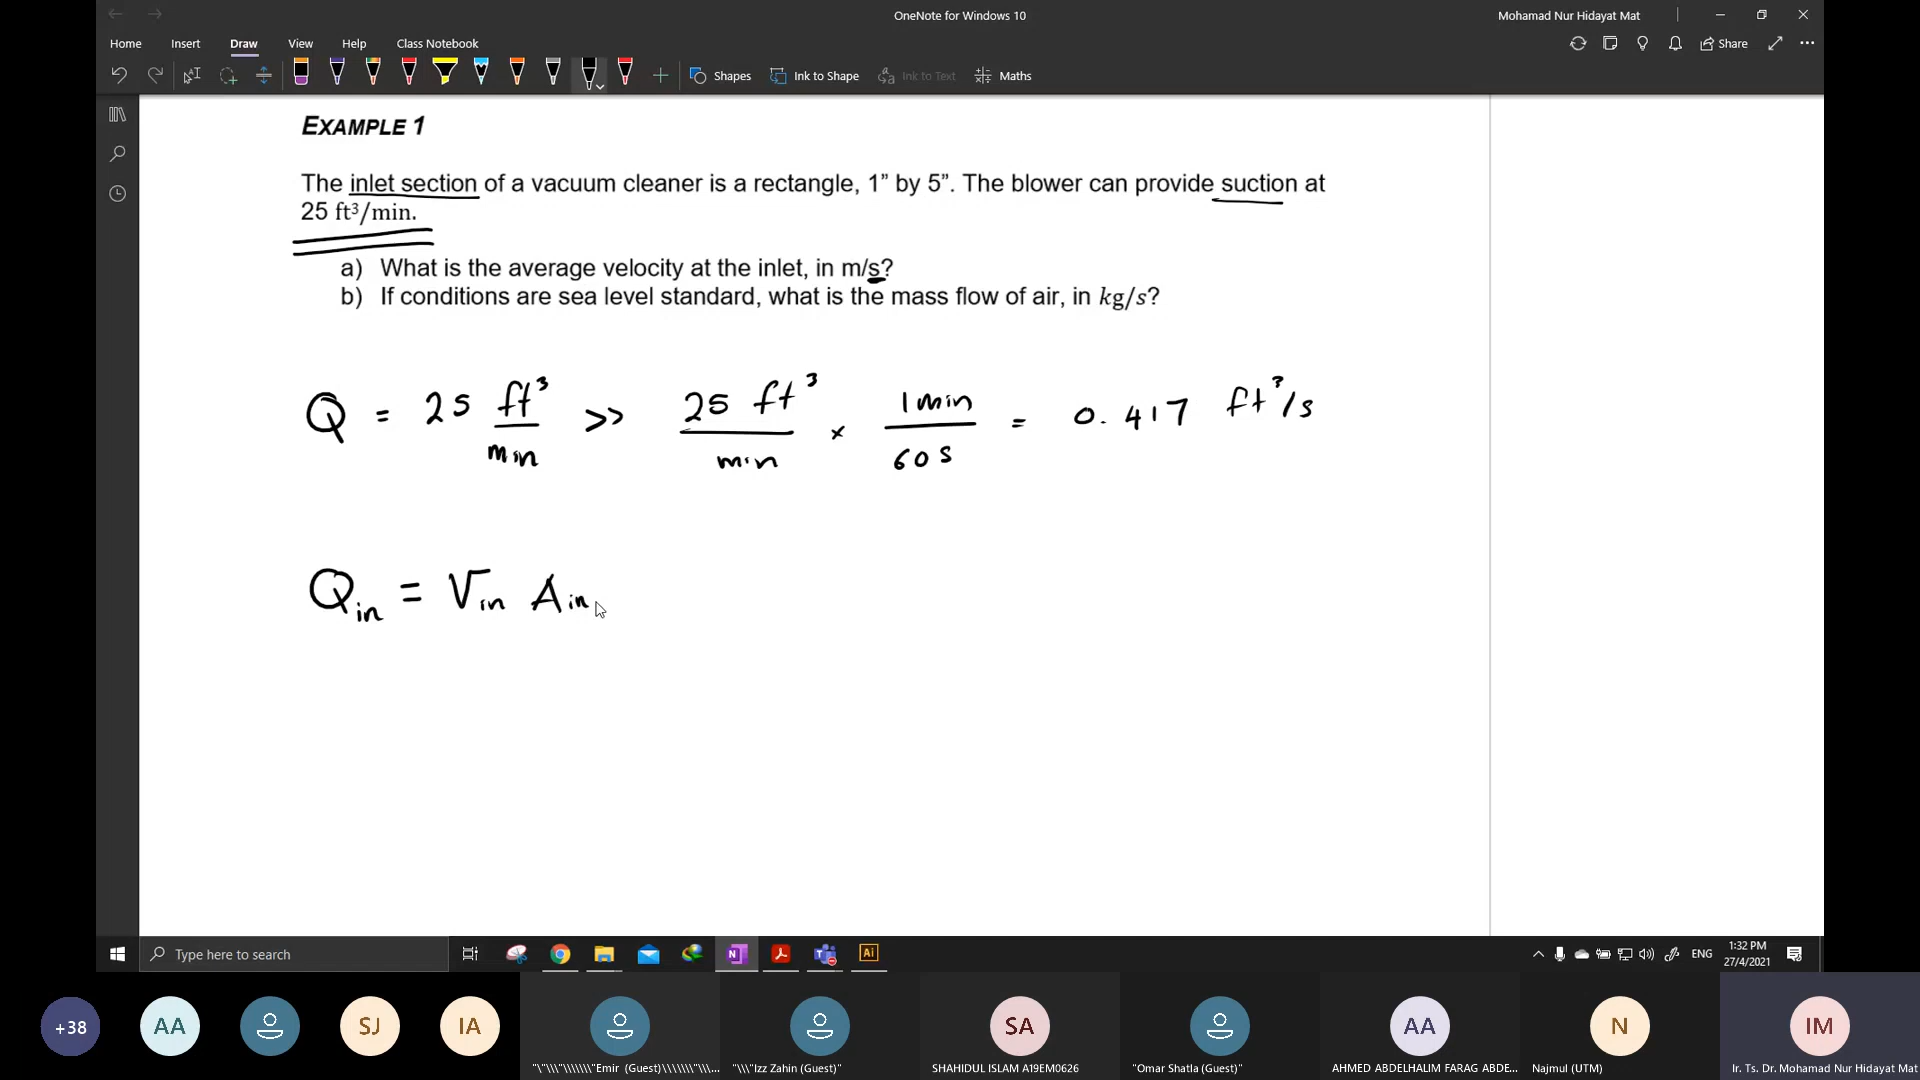 OneNote for Windows 10
Mohamad Nur Hidayat Mat
Home Insert Draw View Help Class Notebook
Share
Shapes Ink to Shape Ink to Text Maths
EXAMPLE 1
The inlet section of a vacuum cleaner is a rectangle, 1” by 5”. The blower can provide suction at
25 ft³/min.
a) What is the average velocity at the inlet, in m/s?
b) If conditions are sea level standard, what is the mass flow of air, in kg/s?
Q = 25 ft³/min >> 25 ft³/min × 1min/60s = 0.417 ft³/s
Qin = Vin Ain
Type here to search
ENG
1:32 PM
27/4/2021
+38 AA SJ IA SA AA N IM
"\"\\\"\\\\\\\"Emir (Guest)\\\\\\\"\\\...
"\\\"Izz Zahin (Guest)\"
SHAHIDUL ISLAM A19EM0626
"Omar Shatla (Guest)"
AHMED ABDELHALIM FARAG ABDE...
Najmul (UTM)
Ir. Ts. Dr. Mohamad Nur Hidayat Mat